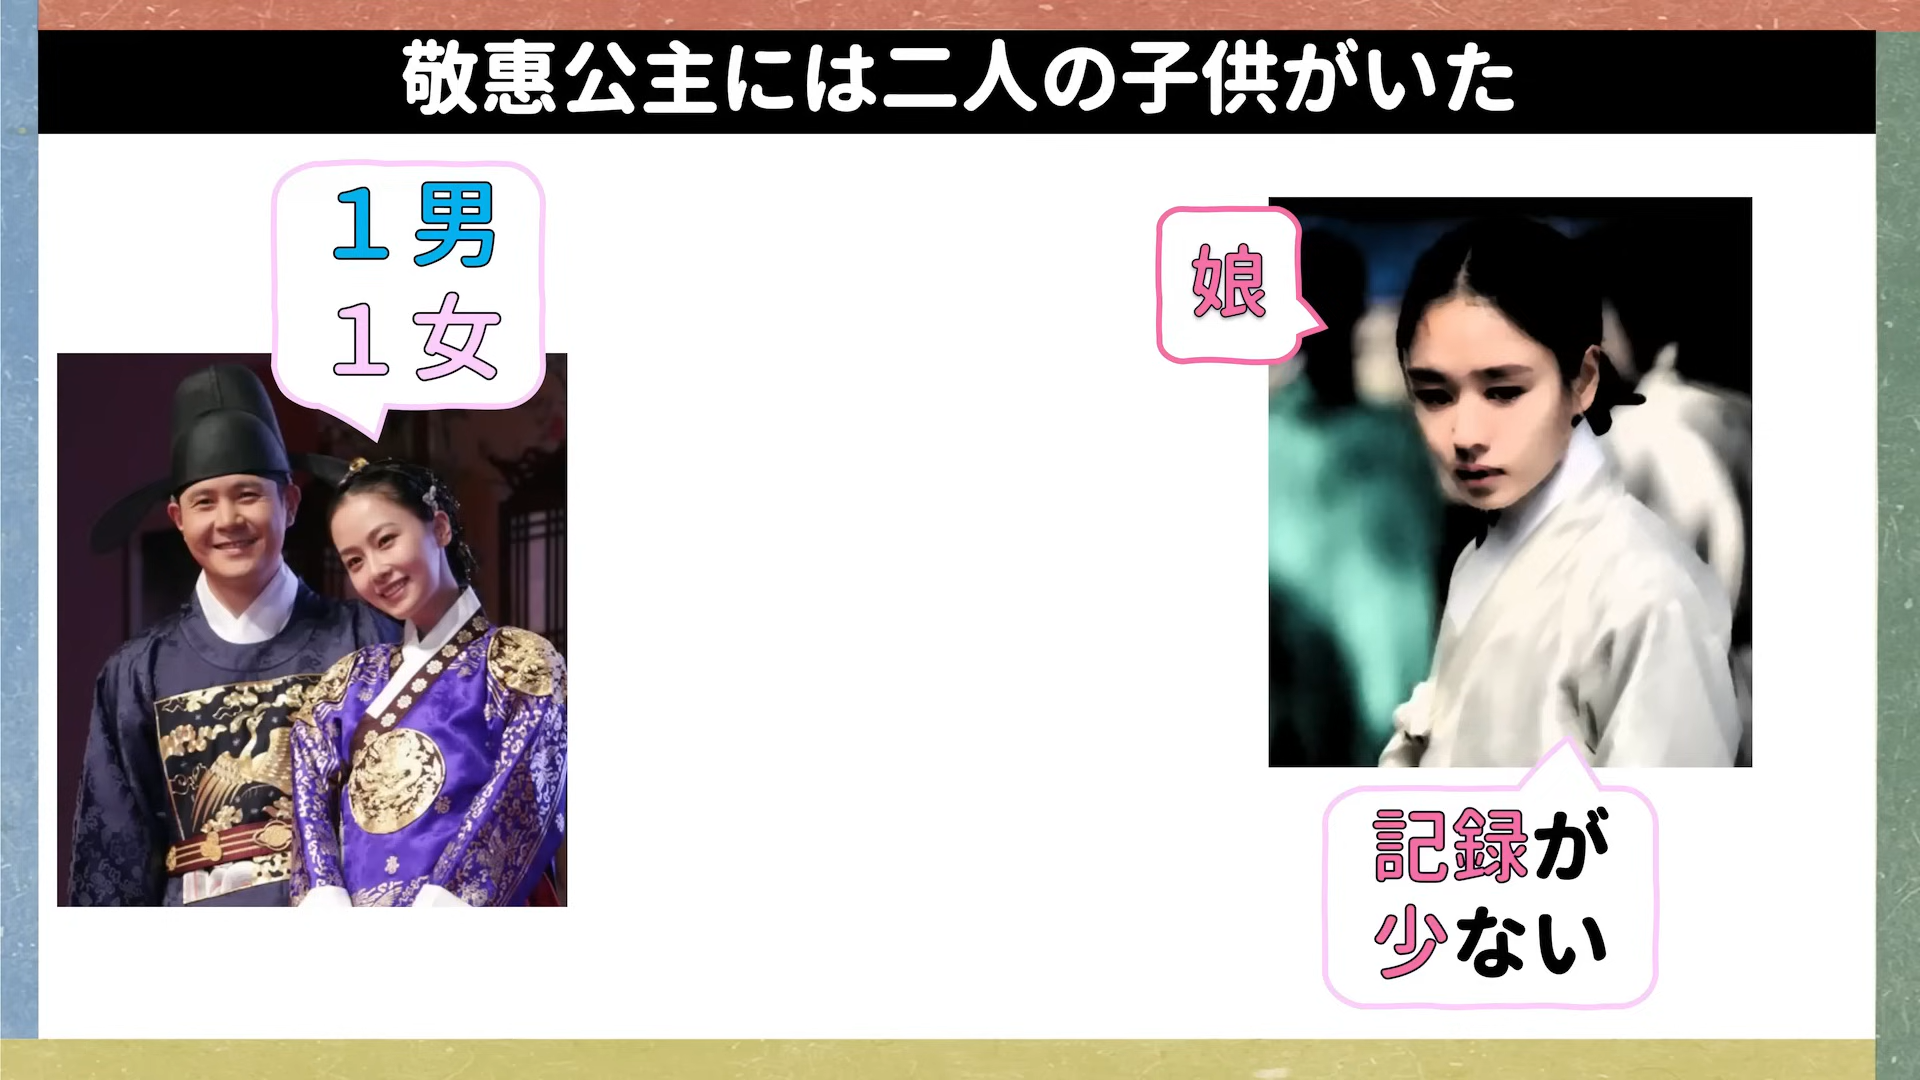 敬惠公主には二人の子供がいた
１男
１女
娘
記録が
少ない